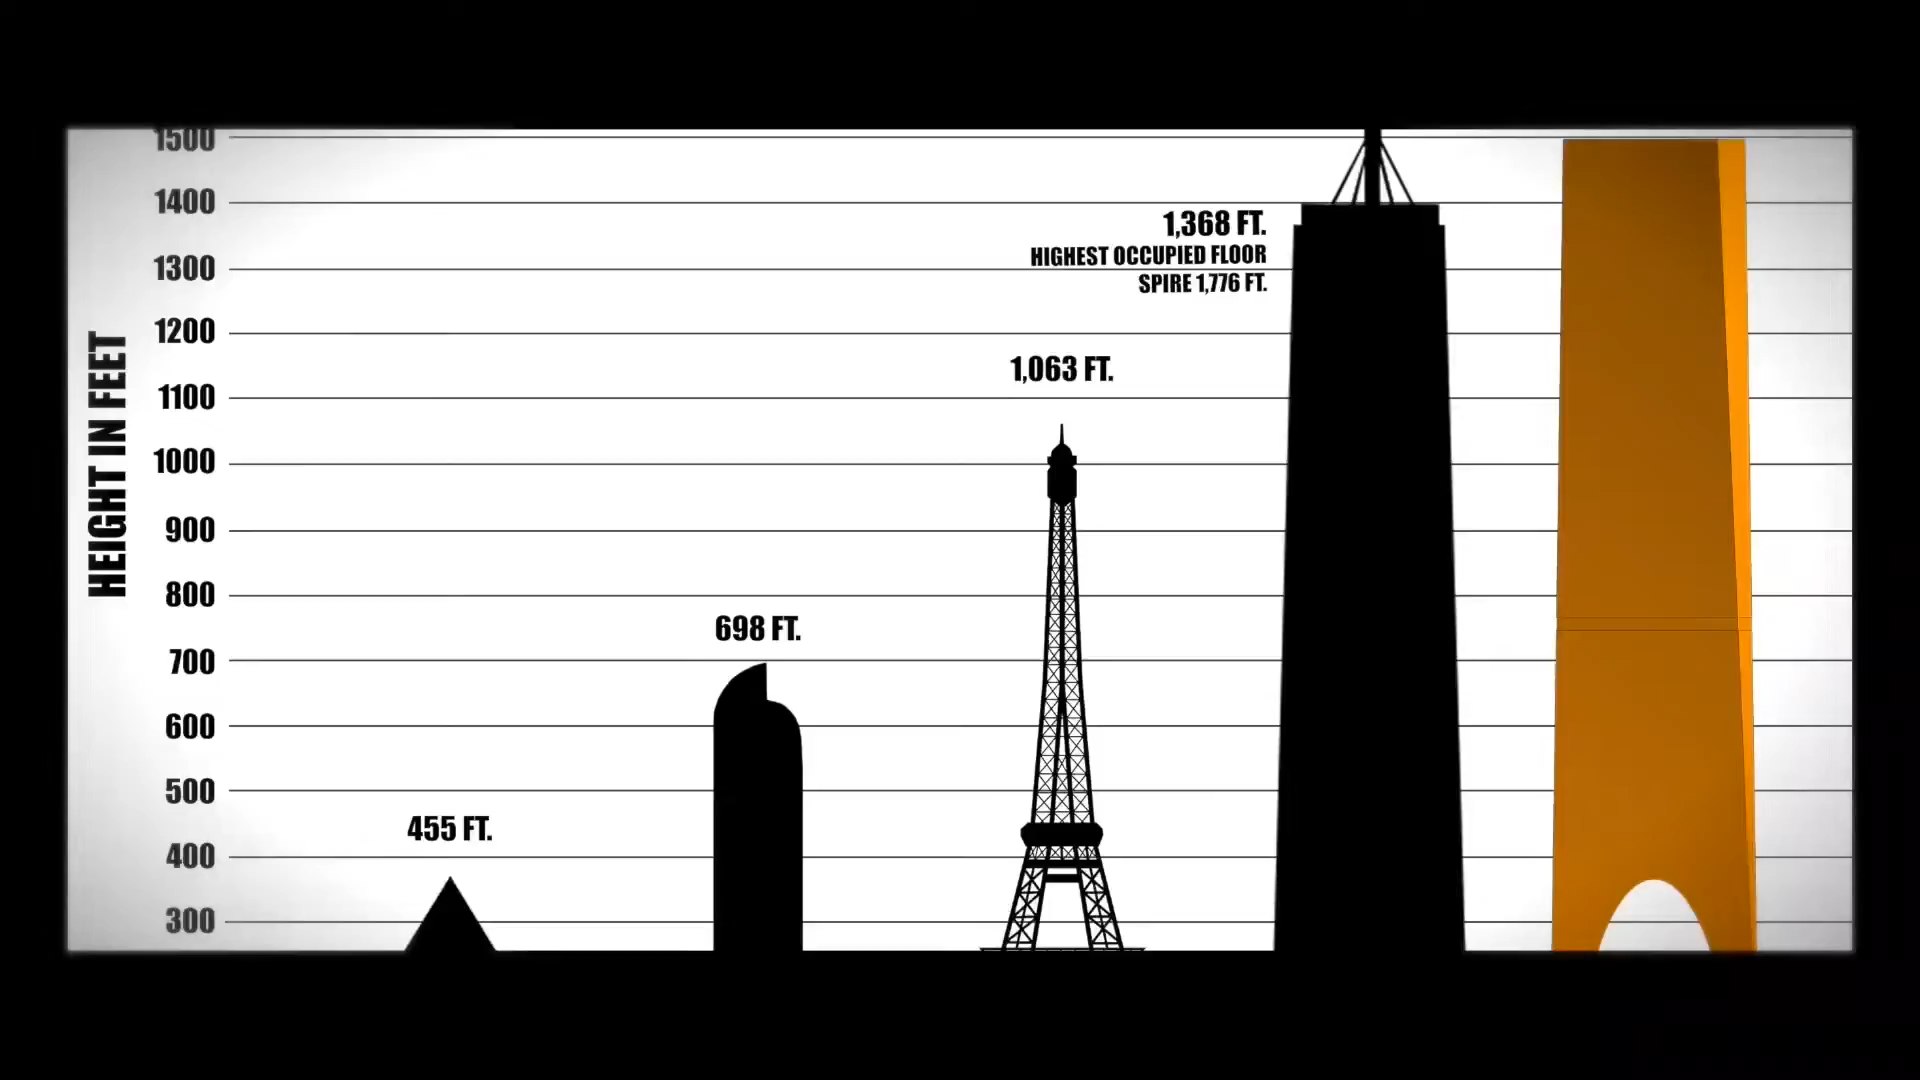 1500
1400
1300
1200
1100
1000
900
800
700
600
500
400
300
HEIGHT IN FEET
455 FT.
698 FT.
1,063 FT.
1,368 FT.
HIGHEST OCCUPIED FLOOR
SPIRE 1,776 FT.